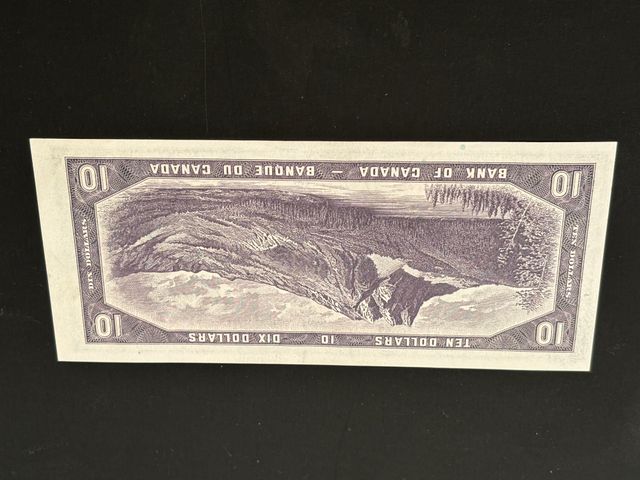 10 TEN DOLLARS - 10 - DIX DOLLARS 10
TEN DOLLARS
DIX DOLLARS
10 BANK OF CANADA — BANQUE DU CANADA 10